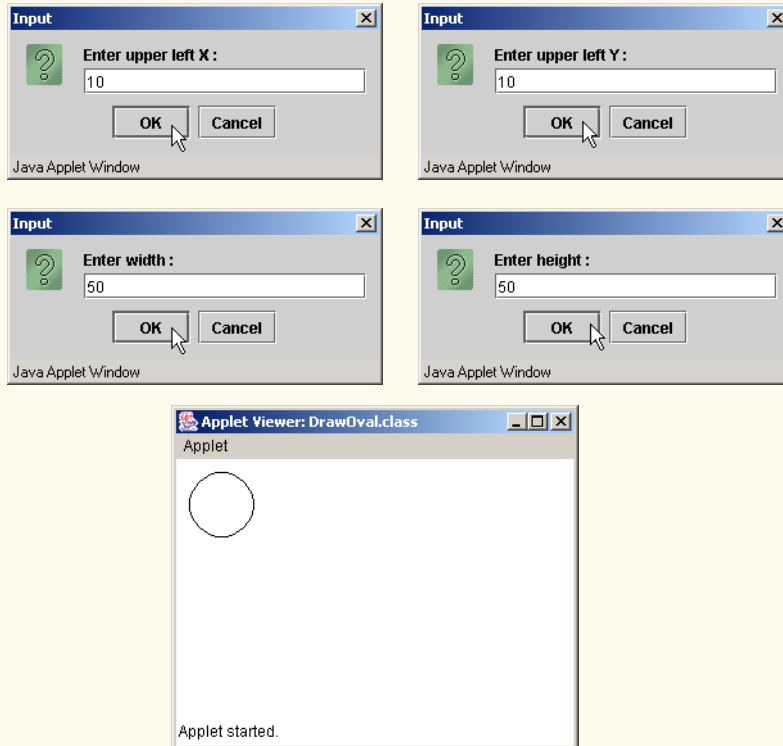 Input
Enter upper left X :
10
OK Cancel
Java Applet Window
Input
Enter upper left Y :
10
OK Cancel
Java Applet Window
Input
Enter width :
50
OK Cancel
Java Applet Window
Input
Enter height :
50
OK Cancel
Java Applet Window
Applet Viewer: DrawOval.class
Applet
Applet started.